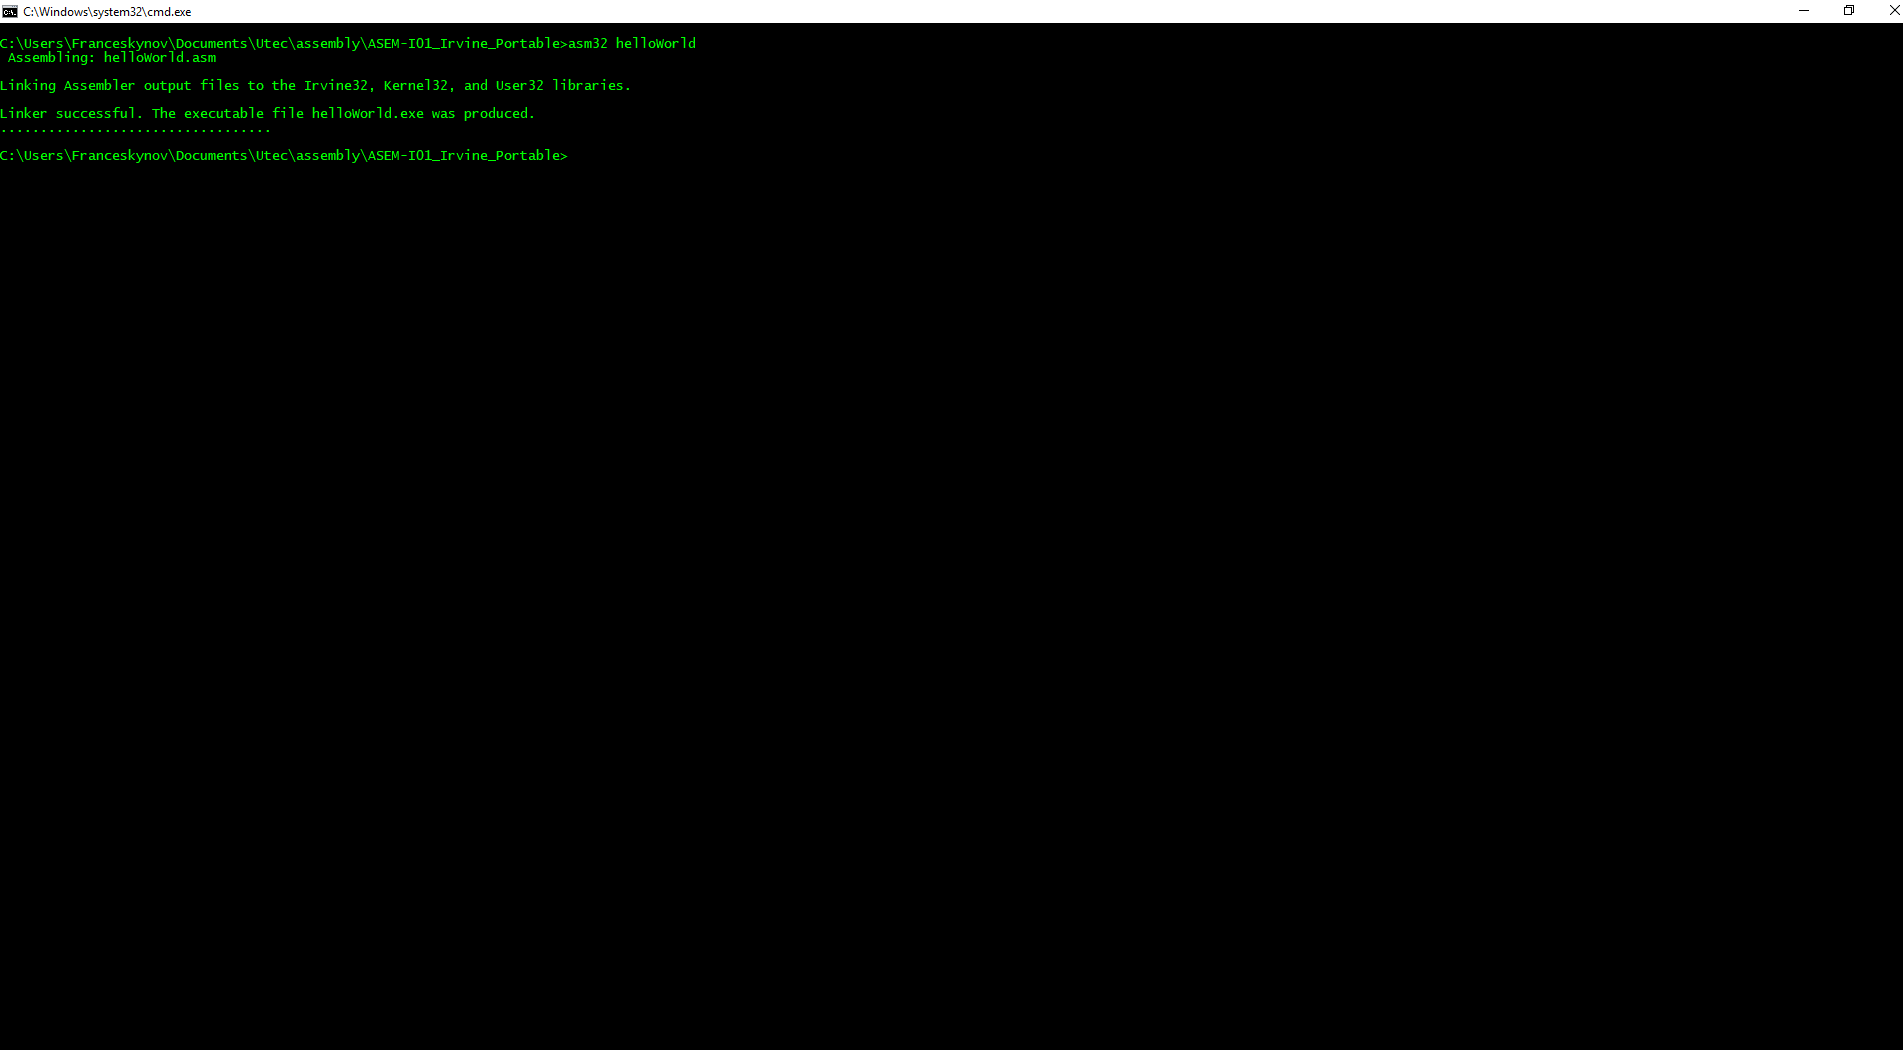 C:\Windows\system32\cmd.exe
C:\Users\Franceskynov\Documents\Utec\assembly\ASEM-I01_Irvine_Portable>asm32 helloWorld
 Assembling: helloWorld.asm
Linking Assembler output files to the Irvine32, Kernel32, and User32 libraries.
Linker successful. The executable file helloWorld.exe was produced.
..................................
C:\Users\Franceskynov\Documents\Utec\assembly\ASEM-I01_Irvine_Portable>